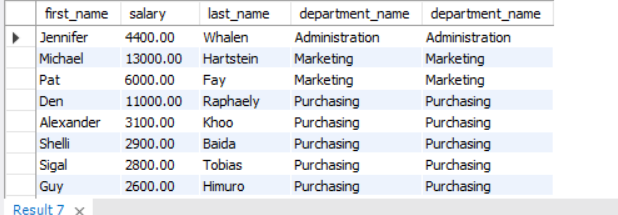 first_name salary last_name department_name department_name
Jennifer 4400.00 Whalen Administration Administration
Michael 13000.00 Hartstein Marketing Marketing
Pat 6000.00 Fay Marketing Marketing
Den 11000.00 Raphaely Purchasing Purchasing
Alexander 3100.00 Khoo Purchasing Purchasing
Shelli 2900.00 Baida Purchasing Purchasing
Sigal 2800.00 Tobias Purchasing Purchasing
Guy 2600.00 Himuro Purchasing Purchasing
Result 7